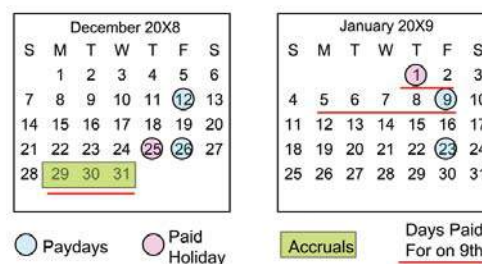 December 20X8
S M T W T F S
1 2 3 4 5 6
7 8 9 10 11 12 13
14 15 16 17 18 19 20
21 22 23 24 25 26 27
28 29 30 31
January 20X9
S M T W T F S
1 2 3
4 5 6 7 8 9 10
11 12 13 14 15 16 17
18 19 20 21 22 23 24
25 26 27 28 29 30 31
Paydays
Paid
Holiday
Accruals
Days Paid
For on 9th